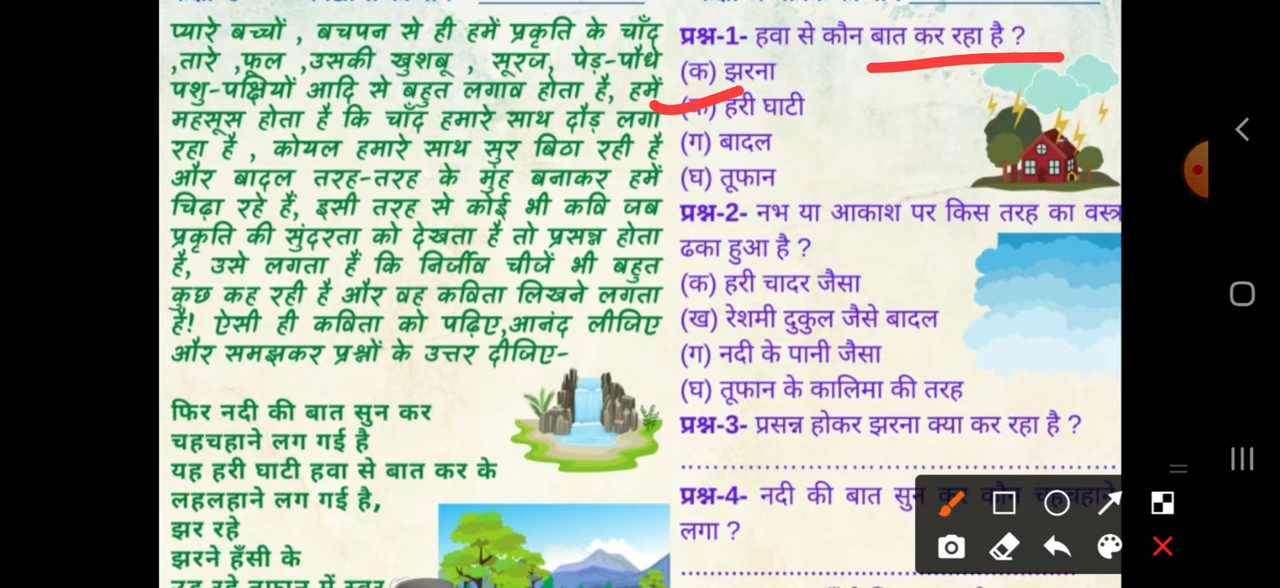 प्यारे बच्चों , बचपन से ही हमें प्रकृति के चाँद
,तारे ,फूल ,उसकी खुशबू , सूरज, पेड़-पौधे
पशु-पक्षियों आदि से बहुत लगाव होता है, हमें
महसूस होता है कि चाँद हमारे साथ दौड़ लगा
रहा है , कोयल हमारे साथ सुर बिठा रही है
और बादल तरह-तरह के मुंह बनाकर हमें
चिढ़ा रहे हैं, इसी तरह से कोई भी कवि जब
प्रकृति की सुंदरता को देखता है तो प्रसन्न होता
है, उसे लगता हैं कि निर्जीव चीजें भी बहुत
कुछ कह रही है और वह कविता लिखने लगता
है! ऐसी ही कविता को पढ़िए,आनंद लीजिए
और समझकर प्रश्नों के उत्तर दीजिए-
फिर नदी की बात सुन कर
चहचहाने लग गई है
यह हरी घाटी हवा से बात कर के
लहलहाने लग गई है,
झर रहे
झरने हँसी के
उड़ रहे तूफान में स्वर
प्रश्न-1- हवा से कौन बात कर रहा है ?
(क) झरना
हरी घाटी
(ग) बादल
(घ) तूफान
प्रश्न-2- नभ या आकाश पर किस तरह का वस्त्र
ढका हुआ है ?
(क) हरी चादर जैसा
(ख) रेशमी दुकुल जैसे बादल
(ग) नदी के पानी जैसा
(घ) तूफान के कालिमा की तरह
प्रश्न-3- प्रसन्न होकर झरना क्या कर रहा है ?
प्रश्न-4- नदी की बात सुन कर कौन चहचहाने
लगा ?